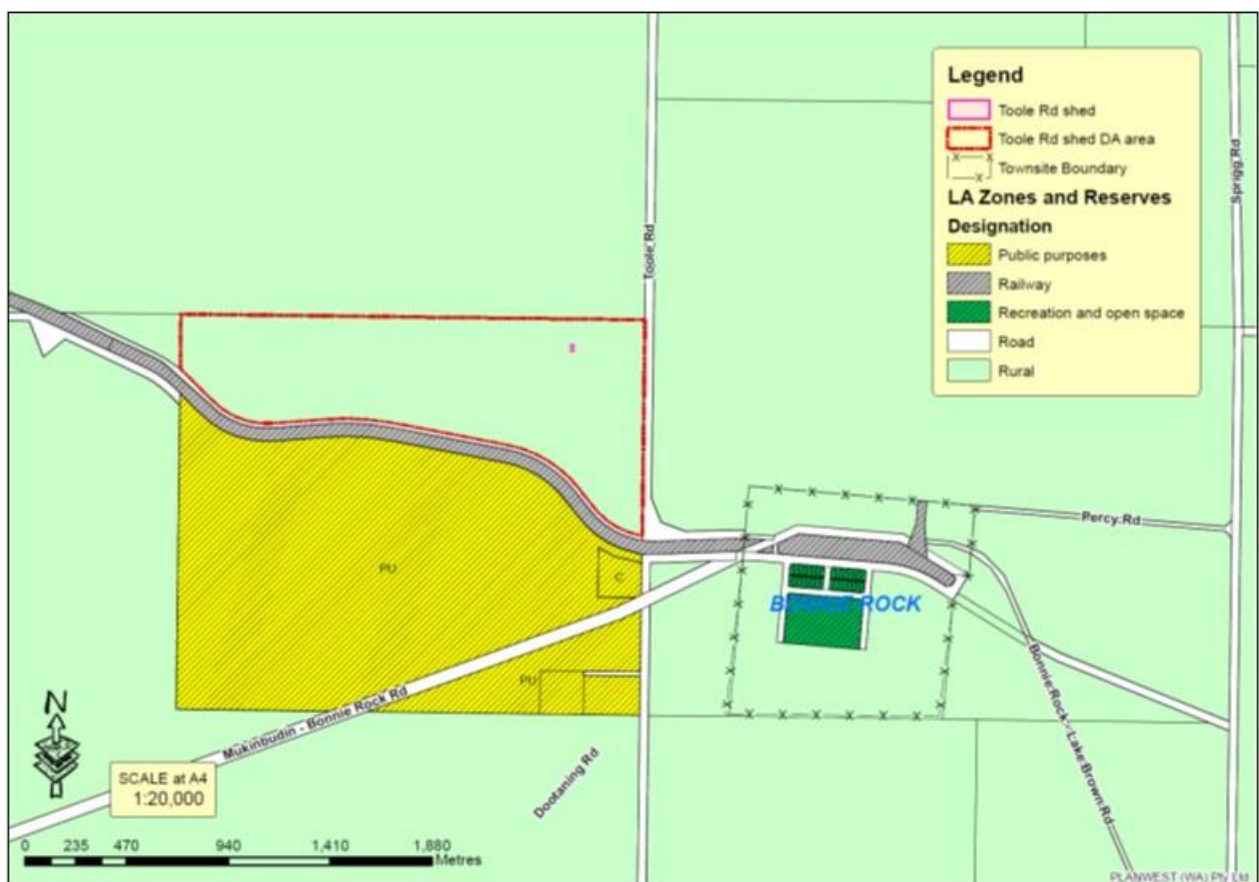 Legend
Toole Rd shed
Toole Rd shed DA area
Townsite Boundary
LA Zones and Reserves
Designation
Public purposes
Railway
Recreation and open space
Road
Rural
Sprigg Rd
Toole Rd
Percy Rd
PU
C
BONNIE ROCK
PU
Mukinbudin - Bonnie Rock Rd
Bonnie Rock - Lake Brown Rd
Dootaning Rd
N
SCALE at A4
1:20,000
0 235 470 940 1,410 1,880
Metres
PLANWEST (WA) Pty Ltd